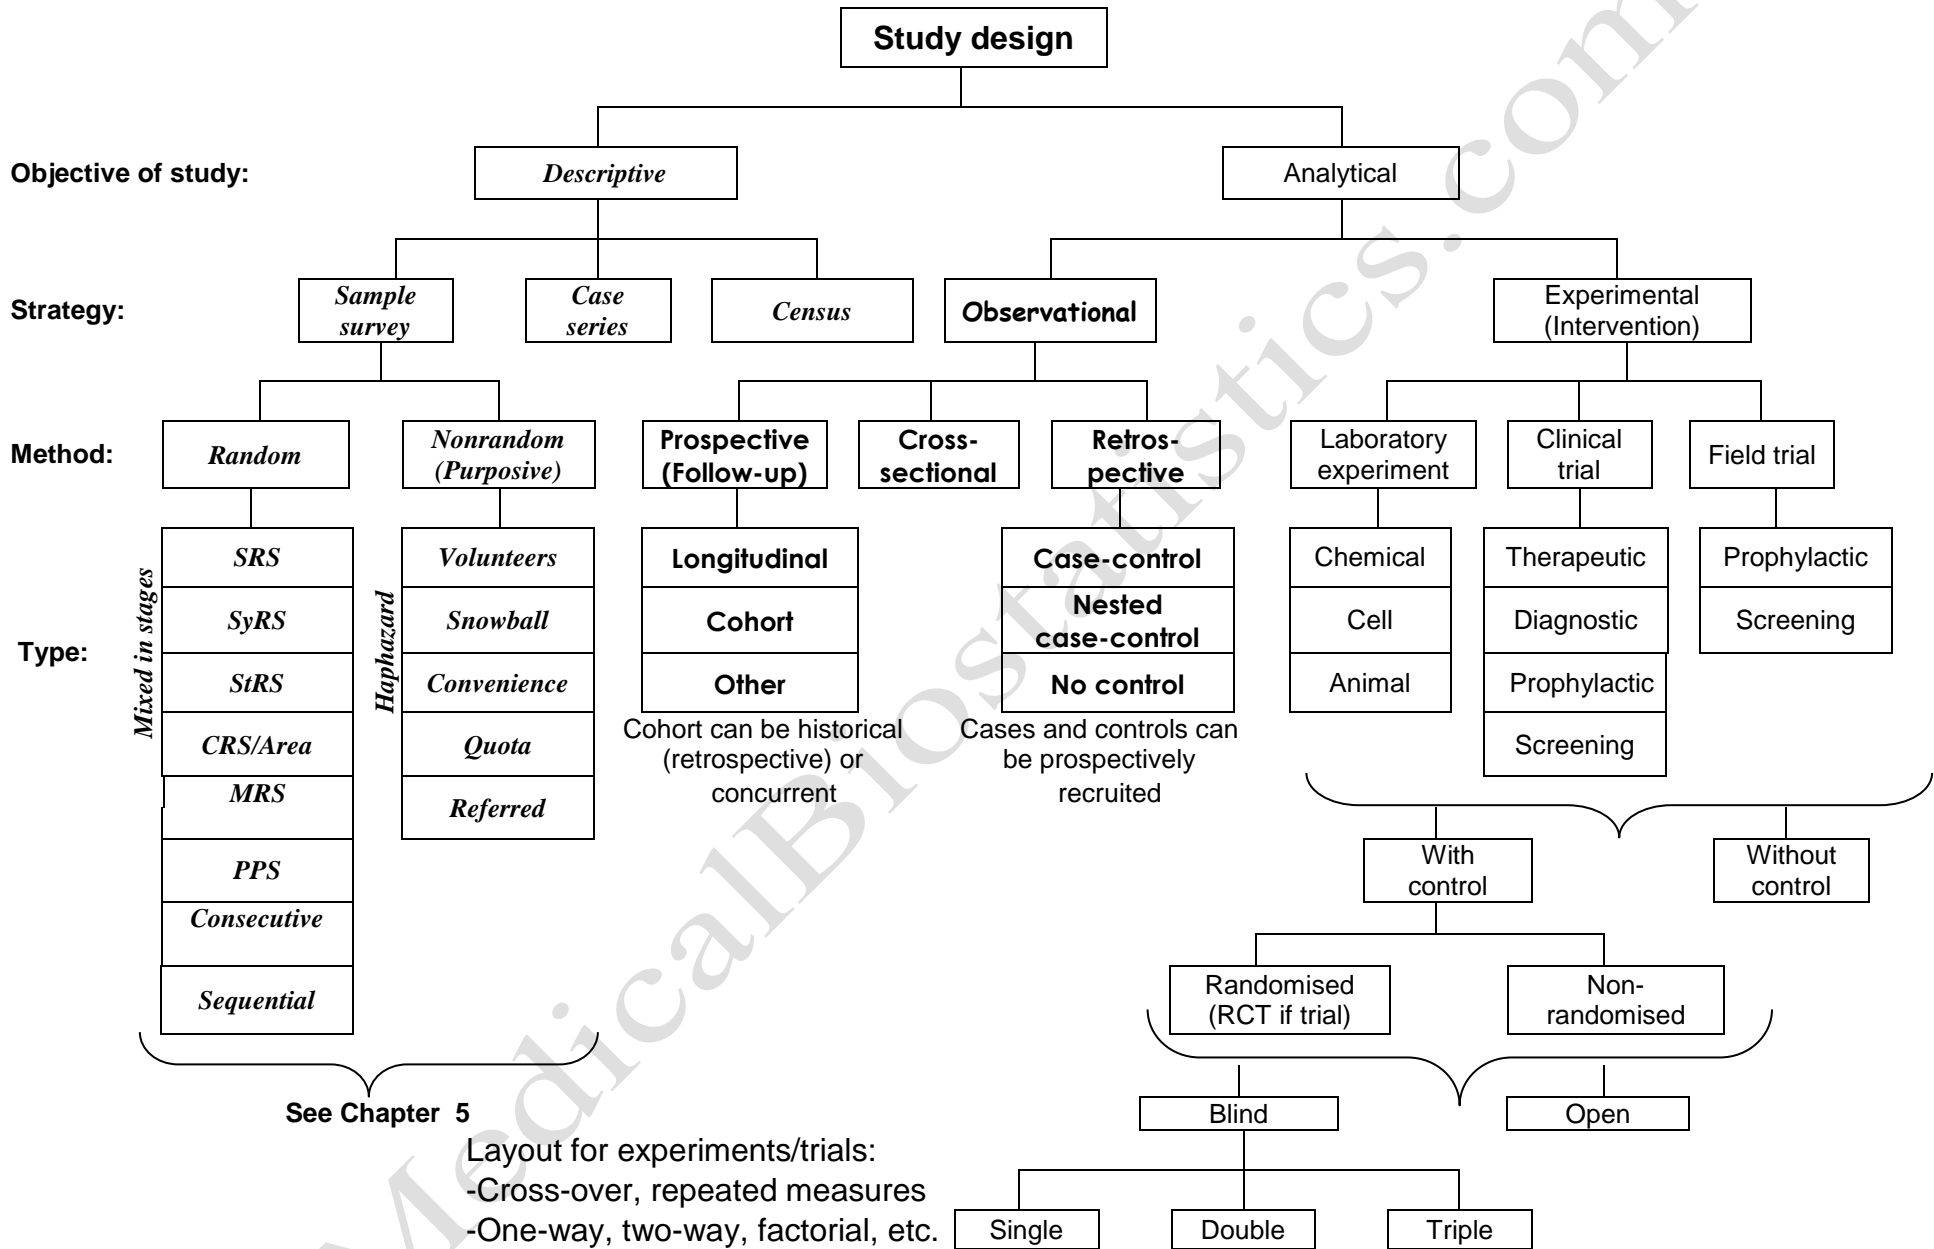 Study design
Objective of study:
Descriptive
Analytical
Strategy:
Sample
survey
Case
series
Census
Observational
Experimental
(Intervention)
Method:
Random
Nonrandom
(Purposive)
Prospective
(Follow-up)
Cross-
sectional
Retros-
pective
Laboratory
experiment
Clinical
trial
Field trial
Type:
Mixed in stages
SRS
SyRS
StRS
CRS/Area
MRS
PPS
Consecutive
Sequential
Haphazard
Volunteers
Snowball
Convenience
Quota
Referred
See Chapter 5
Longitudinal
Cohort
Other
Cohort can be historical
(retrospective) or
concurrent
Case-control
Nested
case-control
No control
Cases and controls can
be prospectively
recruited
Chemical
Cell
Animal
Therapeutic
Diagnostic
Prophylactic
Screening
Prophylactic
Screening
With
control
Without
control
Randomised
(RCT if trial)
Non-
randomised
Blind
Open
Single
Double
Triple
Layout for experiments/trials:
-Cross-over, repeated measures
-One-way, two-way, factorial, etc.
MedicalBiostatistics.com